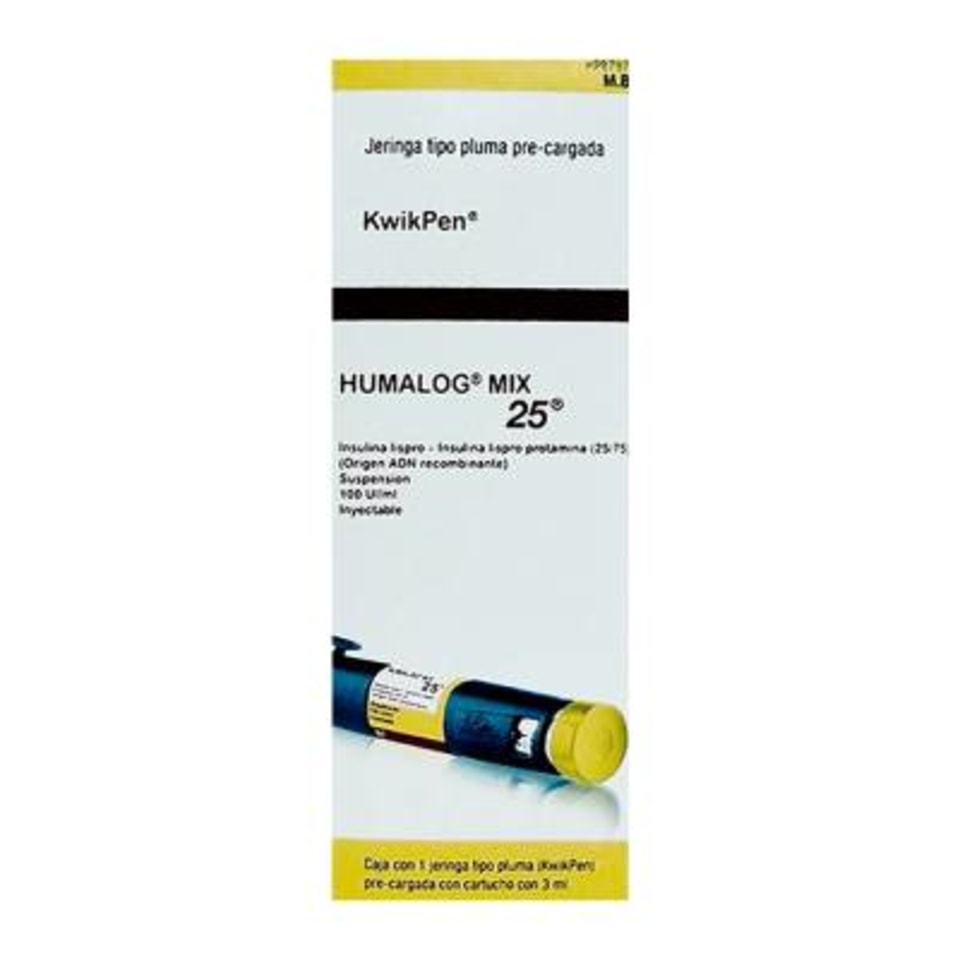 M.B
Jeringa tipo pluma pre-cargada
KwikPen®
HUMALOG® MIX
25®
Insulina lispro - Insulina lispro protamina (25/75
(Origen ADN recombinante)
Suspension
100 UI/ml
Inyectable
25
Caja con 1 jeringa tipo pluma (KwikPen)
pre-cargada con cartucho con 3 ml